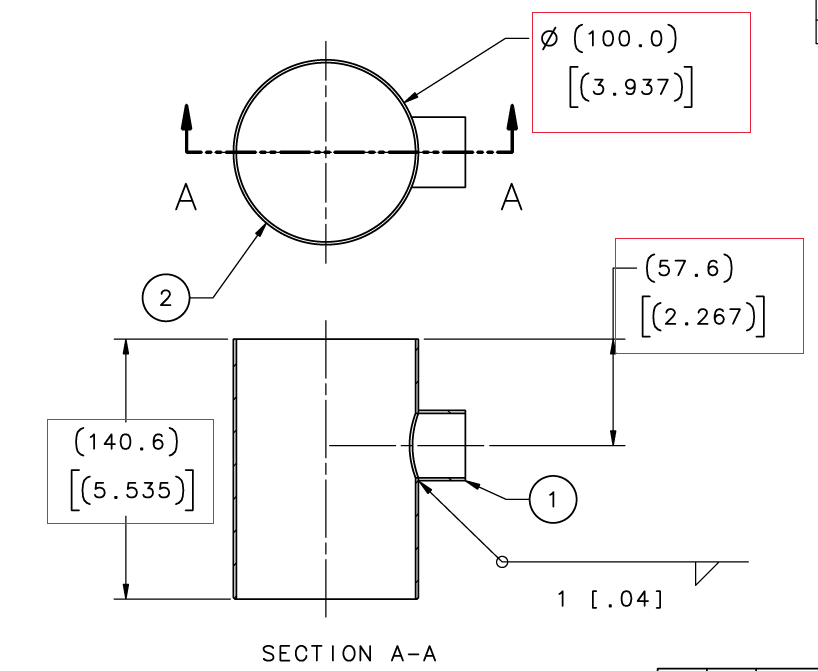 Ø (100.0)
[(3.937)]
A
A
2
(57.6)
[(2.267)]
(140.6)
[(5.535)]
1
1 [.04]
SECTION A-A